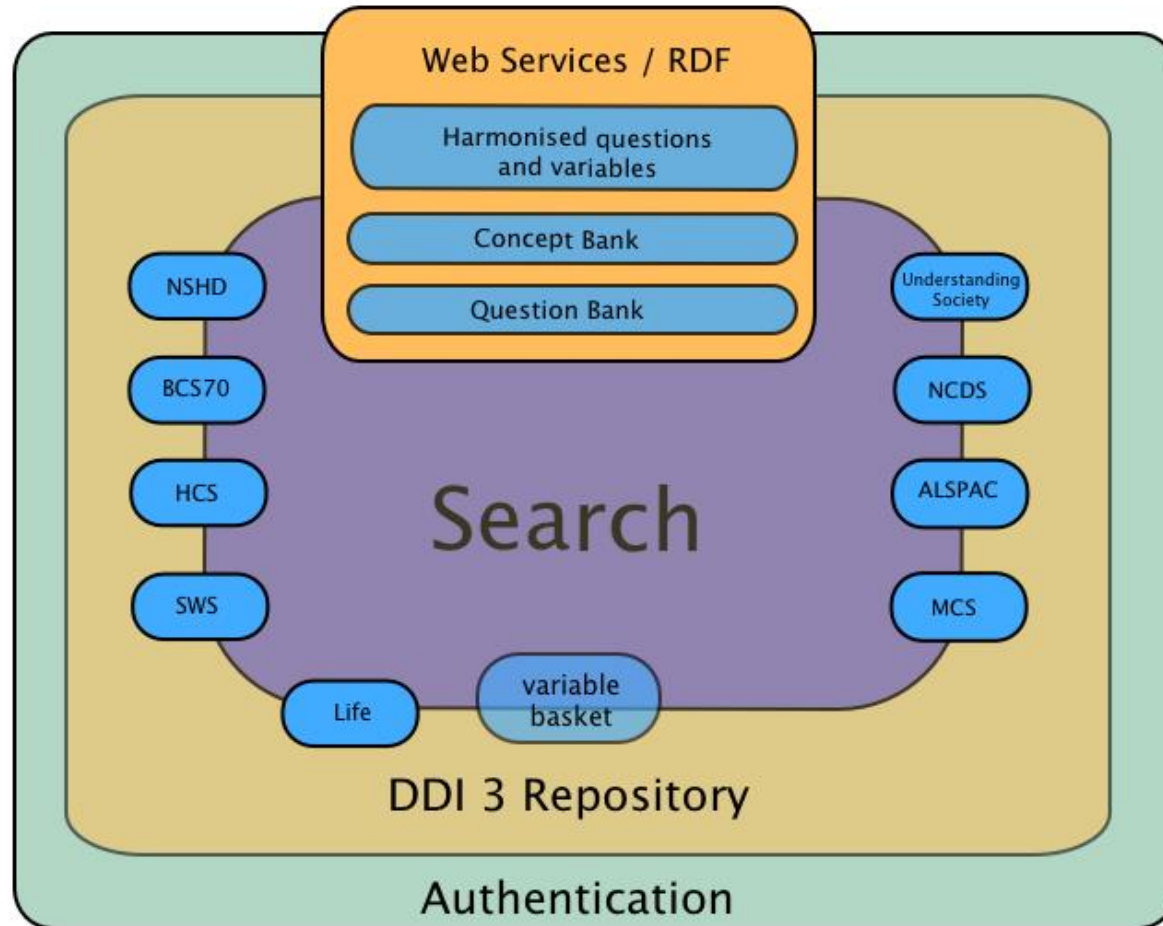 Web Services / RDF
Harmonised questions
and variables
Concept Bank
Question Bank
NSHD
BCS70
HCS
SWS
Understanding
Society
NCDS
ALSPAC
MCS
Search
Life
variable
basket
DDI 3 Repository
Authentication